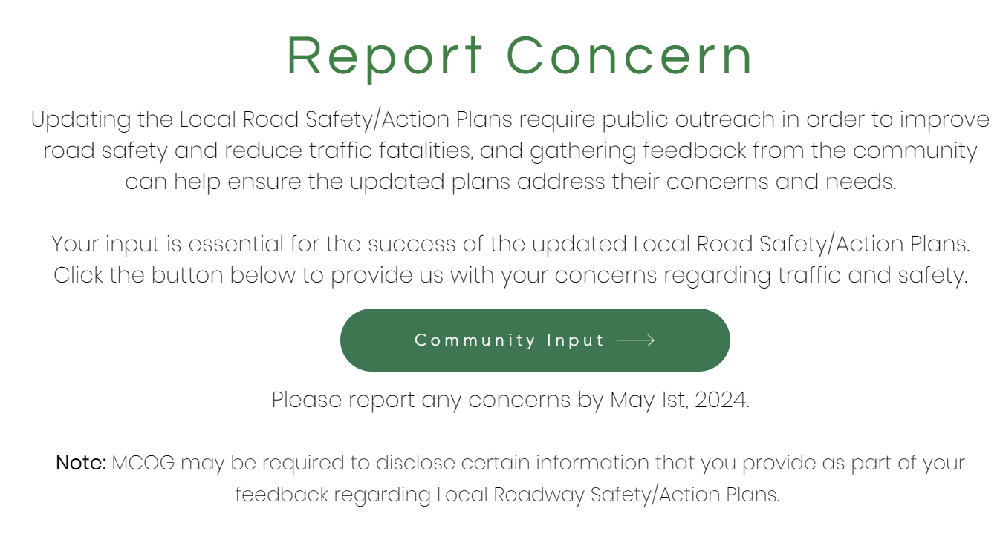 Report Concern
Updating the Local Road Safety/Action Plans require public outreach in order to improve
road safety and reduce traffic fatalities, and gathering feedback from the community
can help ensure the updated plans address their concerns and needs.
Your input is essential for the success of the updated Local Road Safety/Action Plans.
Click the button below to provide us with your concerns regarding traffic and safety.
Community Input
Please report any concerns by May 1st, 2024.
Note: MCOG may be required to disclose certain information that you provide as part of your
feedback regarding Local Roadway Safety/Action Plans.